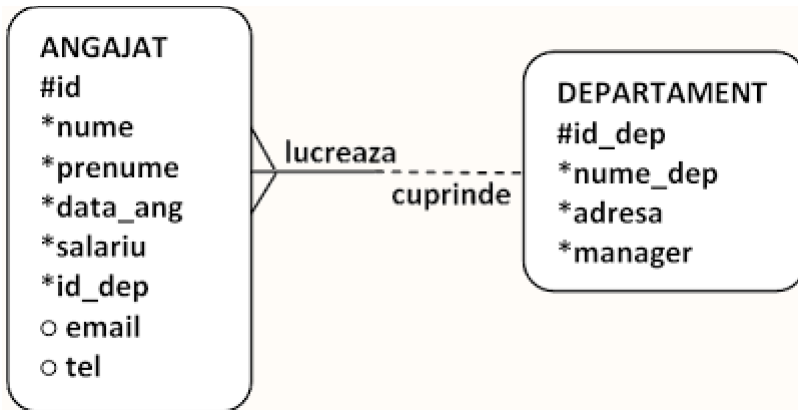 ANGAJAT
#id
*nume
*prenume
*data_ang
*salariu
*id_dep
○ email
○ tel
lucreaza
cuprinde
DEPARTAMENT
#id_dep
*nume_dep
*adresa
*manager